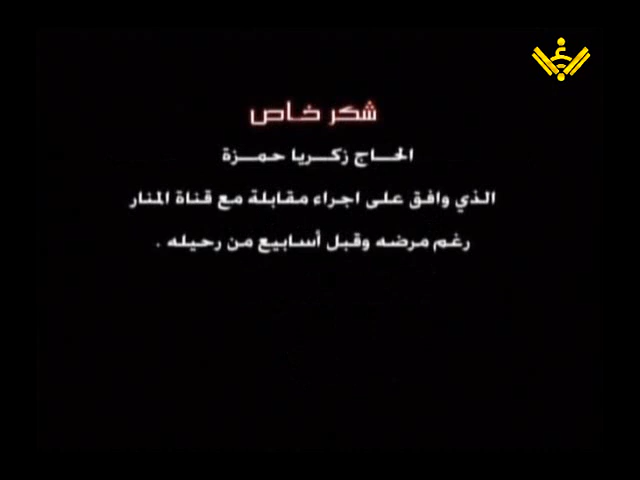 شكر خاص
الحاج زكريا حمزة
الذي وافق على اجراء مقابلة مع قناة المنار
رغم مرضه وقبل أسابيع من رحيله .